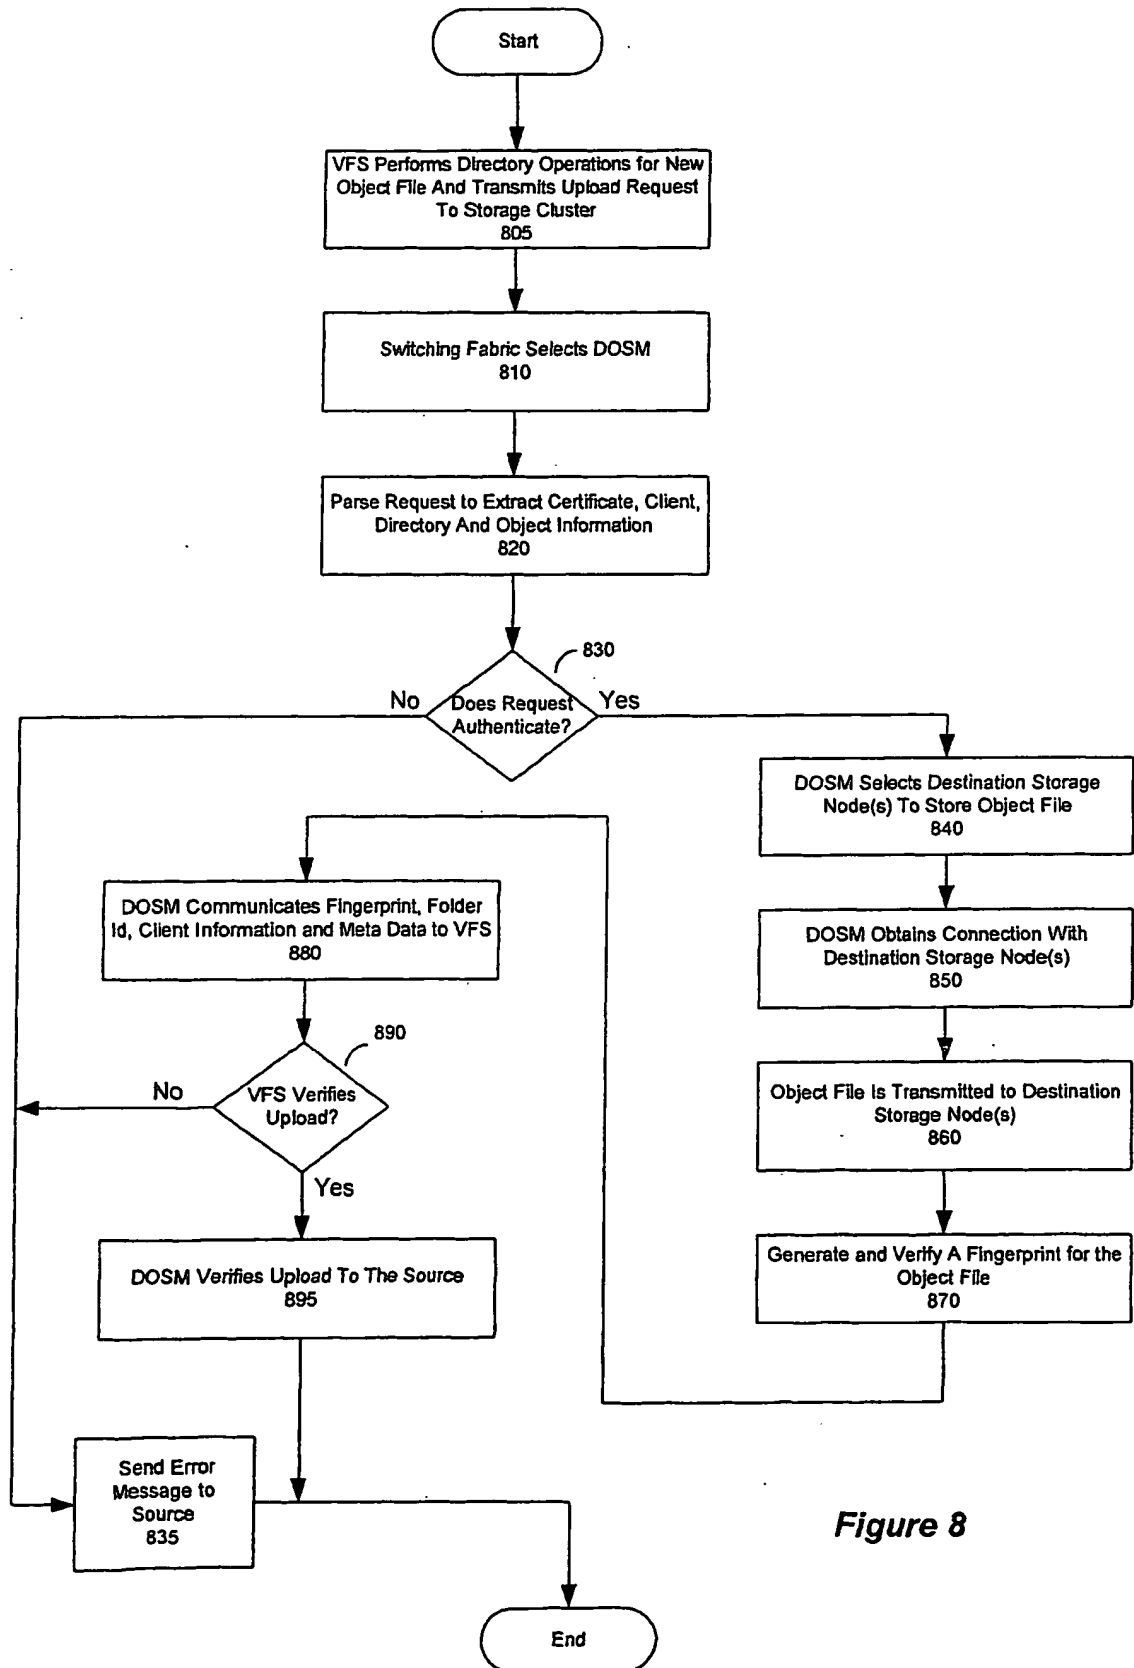 Start
VFS Performs Directory Operations for New
Object File And Transmits Upload Request
To Storage Cluster
805
Switching Fabric Selects DOSM
810
Parse Request to Extract Certificate, Client,
Directory And Object Information
820
830
No
Does Request
Authenticate?
Yes
DOSM Selects Destination Storage
Node(s) To Store Object File
840
DOSM Obtains Connection With
Destination Storage Node(s)
850
Object File Is Transmitted to Destination
Storage Node(s)
860
Generate and Verify A Fingerprint for the
Object File
870
DOSM Communicates Fingerprint, Folder
Id, Client Information and Meta Data to VFS
880
890
No
VFS Verifies
Upload?
Yes
DOSM Verifies Upload To The Source
895
Send Error
Message to
Source
835
Figure 8
End